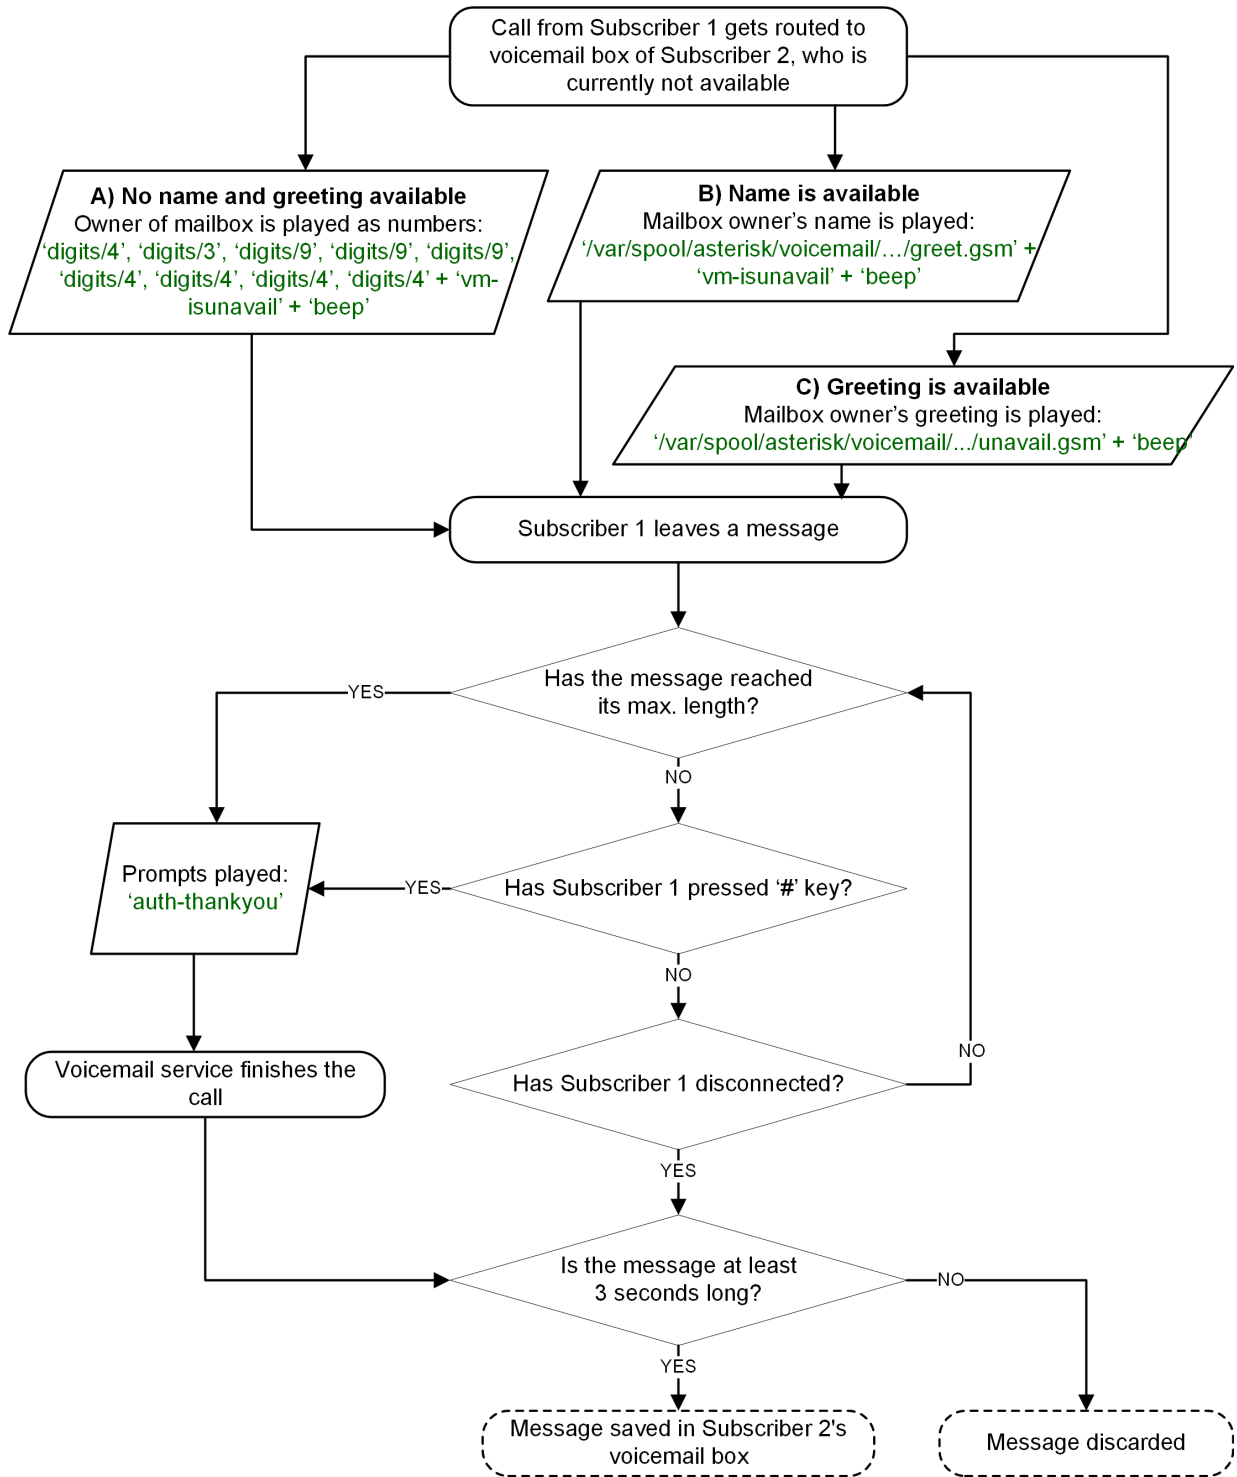 Call from Subscriber 1 gets routed to
voicemail box of Subscriber 2, who is
currently not available
A) No name and greeting available
Owner of mailbox is played as numbers:
‘digits/4’, ‘digits/3’, ‘digits/9’, ‘digits/9’, ‘digits/9’,
‘digits/4’, ‘digits/4’, ‘digits/4’, ‘digits/4’ + ‘vm-
isunavail’ + ‘beep’
B) Name is available
Mailbox owner’s name is played:
‘/var/spool/asterisk/voicemail/…/greet.gsm’ +
‘vm-isunavail’ + ‘beep’
C) Greeting is available
Mailbox owner’s greeting is played:
‘/var/spool/asterisk/voicemail/.../unavail.gsm’ + ‘beep’
Subscriber 1 leaves a message
Has the message reached
its max. length?
YES
NO
Prompts played:
‘auth-thankyou’
YES
Has Subscriber 1 pressed ‘#’ key?
NO
Voicemail service finishes the
call
Has Subscriber 1 disconnected?
NO
YES
Is the message at least
3 seconds long?
NO
YES
Message saved in Subscriber 2's
voicemail box
Message discarded